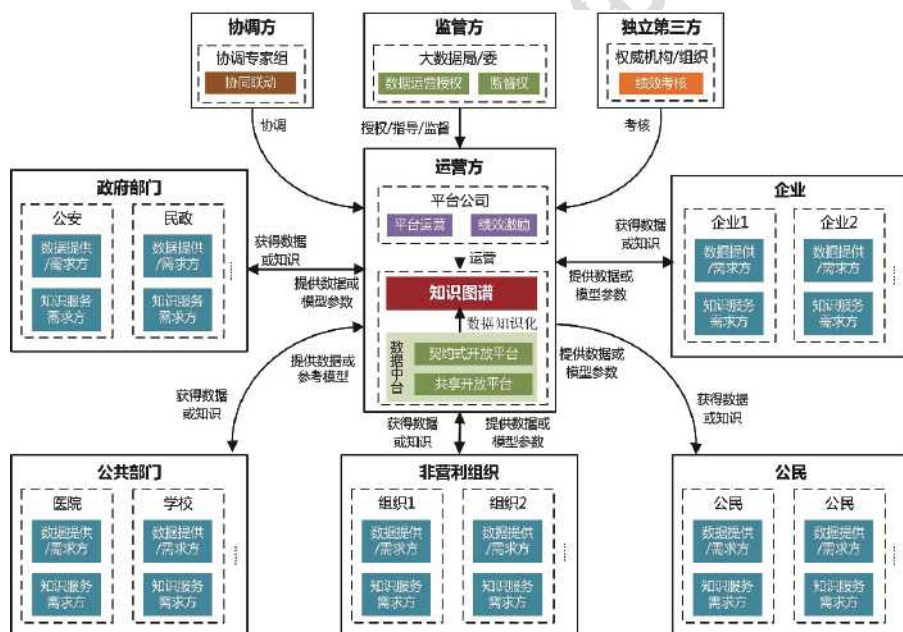 协调方
协调专家组
协同联动
监管方
大数据局/委
数据运营授权
监督权
独立第三方
权威机构/组织
绩效考核
协调
授权/指导/监督
考核
运营方
平台公司
平台运营
绩效激励
运营
知识图谱
数据知识化
数据中台
契约式开放平台
共享开放平台
政府部门
公安
数据提供
/需求方
知识服务
需求方
民政
数据提供
/需求方
知识服务
需求方
......
获得数据
或知识
提供数据或
模型参数
企业
企业1
数据提供
/需求方
知识服务
需求方
企业2
数据提供
/需求方
知识服务
需求方
......
获得数据
或知识
提供数据或
模型参数
提供数据或
参考模型
获得数据
或知识
获得数据
或知识
提供数据或
模型参数
提供数据或
模型参数
获得数据
或知识
公共部门
医院
数据提供
/需求方
知识服务
需求方
学校
数据提供
/需求方
知识服务
需求方
......
非营利组织
组织1
数据提供
/需求方
知识服务
需求方
组织2
数据提供
/需求方
知识服务
需求方
......
公民
公民
数据提供
/需求方
知识服务
需求方
公民
数据提供
/需求方
知识服务
需求方
......